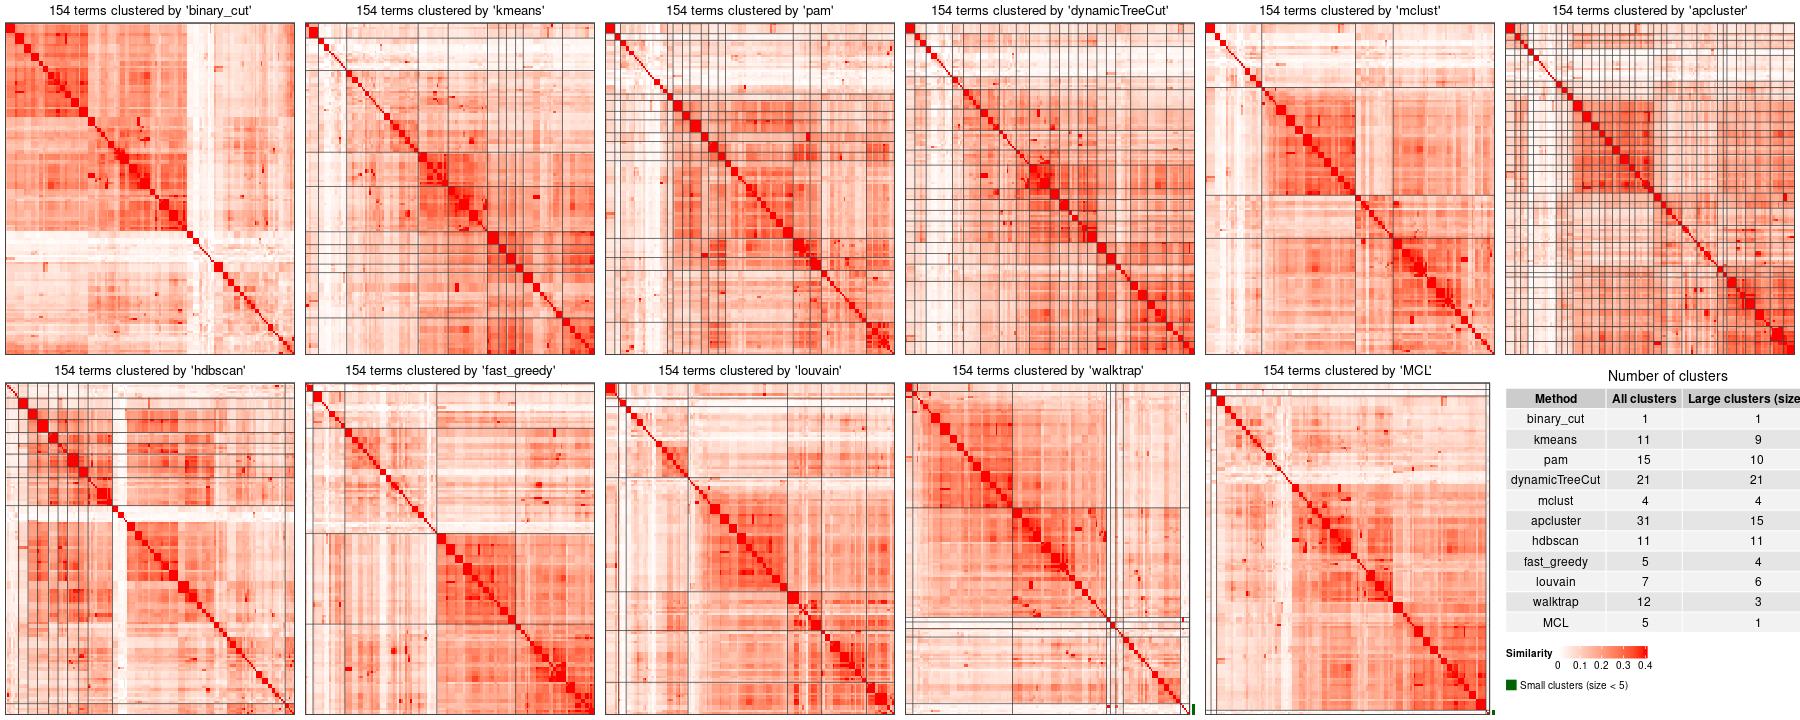 154 terms clustered by 'binary_cut'
154 terms clustered by 'kmeans'
154 terms clustered by 'pam'
154 terms clustered by 'dynamicTreeCut'
154 terms clustered by 'mclust'
154 terms clustered by 'apcluster'
154 terms clustered by 'hdbscan'
154 terms clustered by 'fast_greedy'
154 terms clustered by 'louvain'
154 terms clustered by 'walktrap'
154 terms clustered by 'MCL'
Number of clusters
Method All clusters Large clusters (size
binary_cut 1 1
kmeans 11 9
pam 15 10
dynamicTreeCut 21 21
mclust 4 4
apcluster 31 15
hdbscan 11 11
fast_greedy 5 4
louvain 7 6
walktrap 12 3
MCL 5 1
Similarity
0 0.1 0.2 0.3 0.4
Small clusters (size < 5)